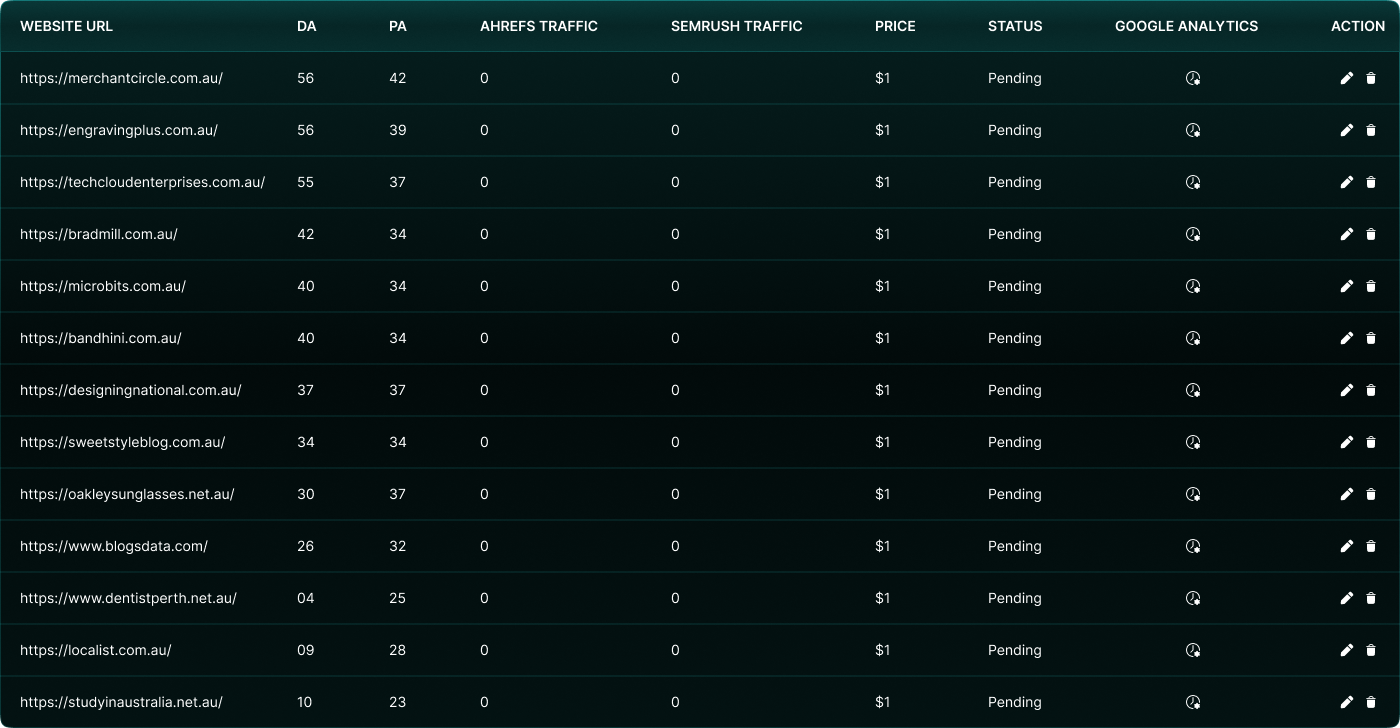 WEBSITE URL DA PA AHREFS TRAFFIC SEMRUSH TRAFFIC PRICE STATUS GOOGLE ANALYTICS ACTION
https://merchantcircle.com.au/ 56 42 0 0 $1 Pending
https://engravingplus.com.au/ 56 39 0 0 $1 Pending
https://techcloudenterprises.com.au/ 55 37 0 0 $1 Pending
https://bradmill.com.au/ 42 34 0 0 $1 Pending
https://microbits.com.au/ 40 34 0 0 $1 Pending
https://bandhini.com.au/ 40 34 0 0 $1 Pending
https://designingnational.com.au/ 37 37 0 0 $1 Pending
https://sweetstyleblog.com.au/ 34 34 0 0 $1 Pending
https://oakleysunglasses.net.au/ 30 37 0 0 $1 Pending
https://www.blogsdata.com/ 26 32 0 0 $1 Pending
https://www.dentistperth.net.au/ 04 25 0 0 $1 Pending
https://localist.com.au/ 09 28 0 0 $1 Pending
https://studyinaustralia.net.au/ 10 23 0 0 $1 Pending